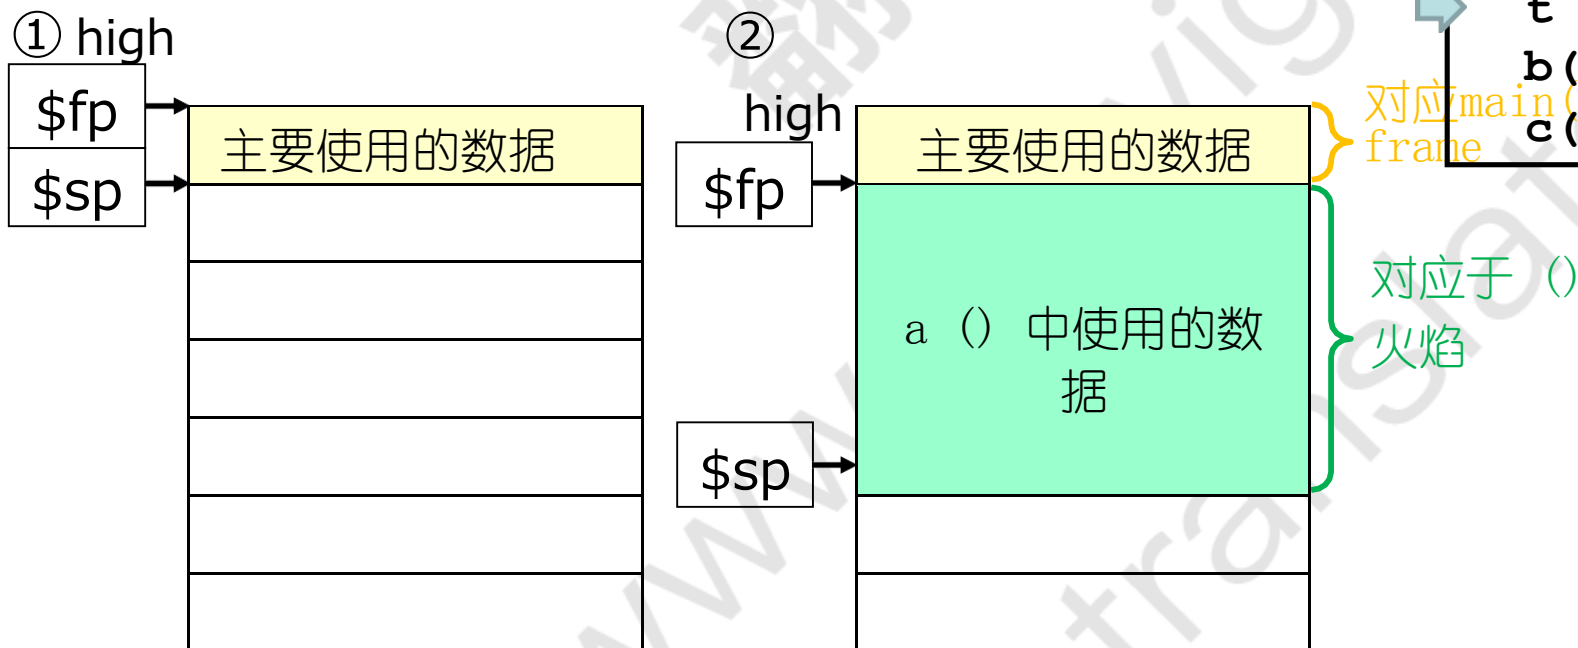 ① high
$fp
$sp
主要使用的数据
②
high
$fp
$sp
主要使用的数据
a () 中使用的数
据
t
b(
c(
对应main(
frame
对应于 ()
火焰